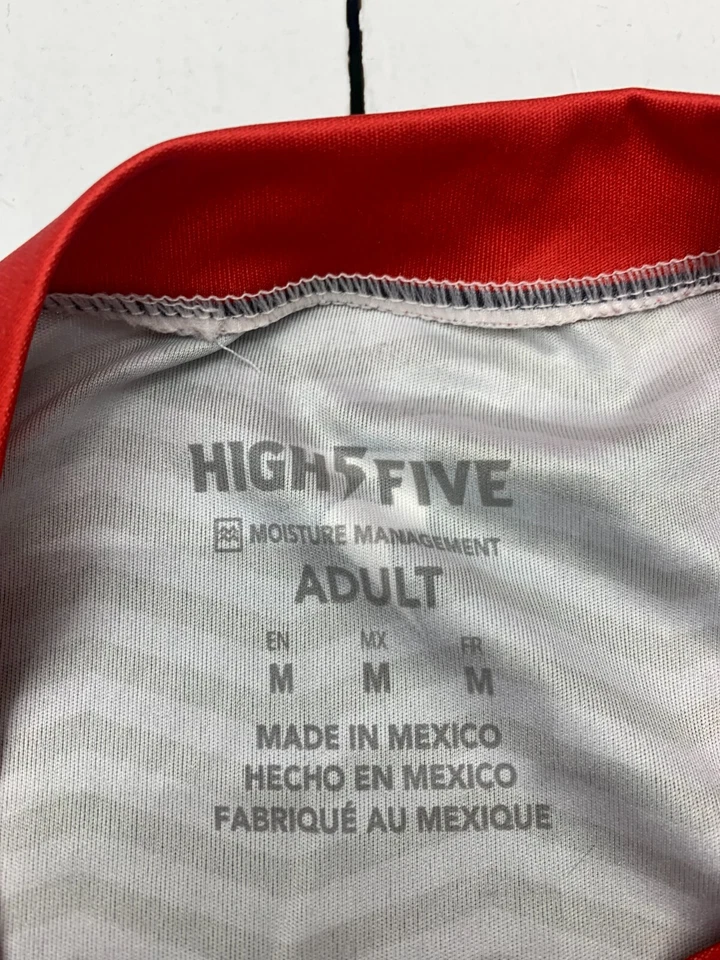 HIGH5FIVE
MOISTURE MANAGEMENT
ADULT
EN MX FR
M M M
MADE IN MEXICO
HECHO EN MEXICO
FABRIQUÉ AU MEXIQUE